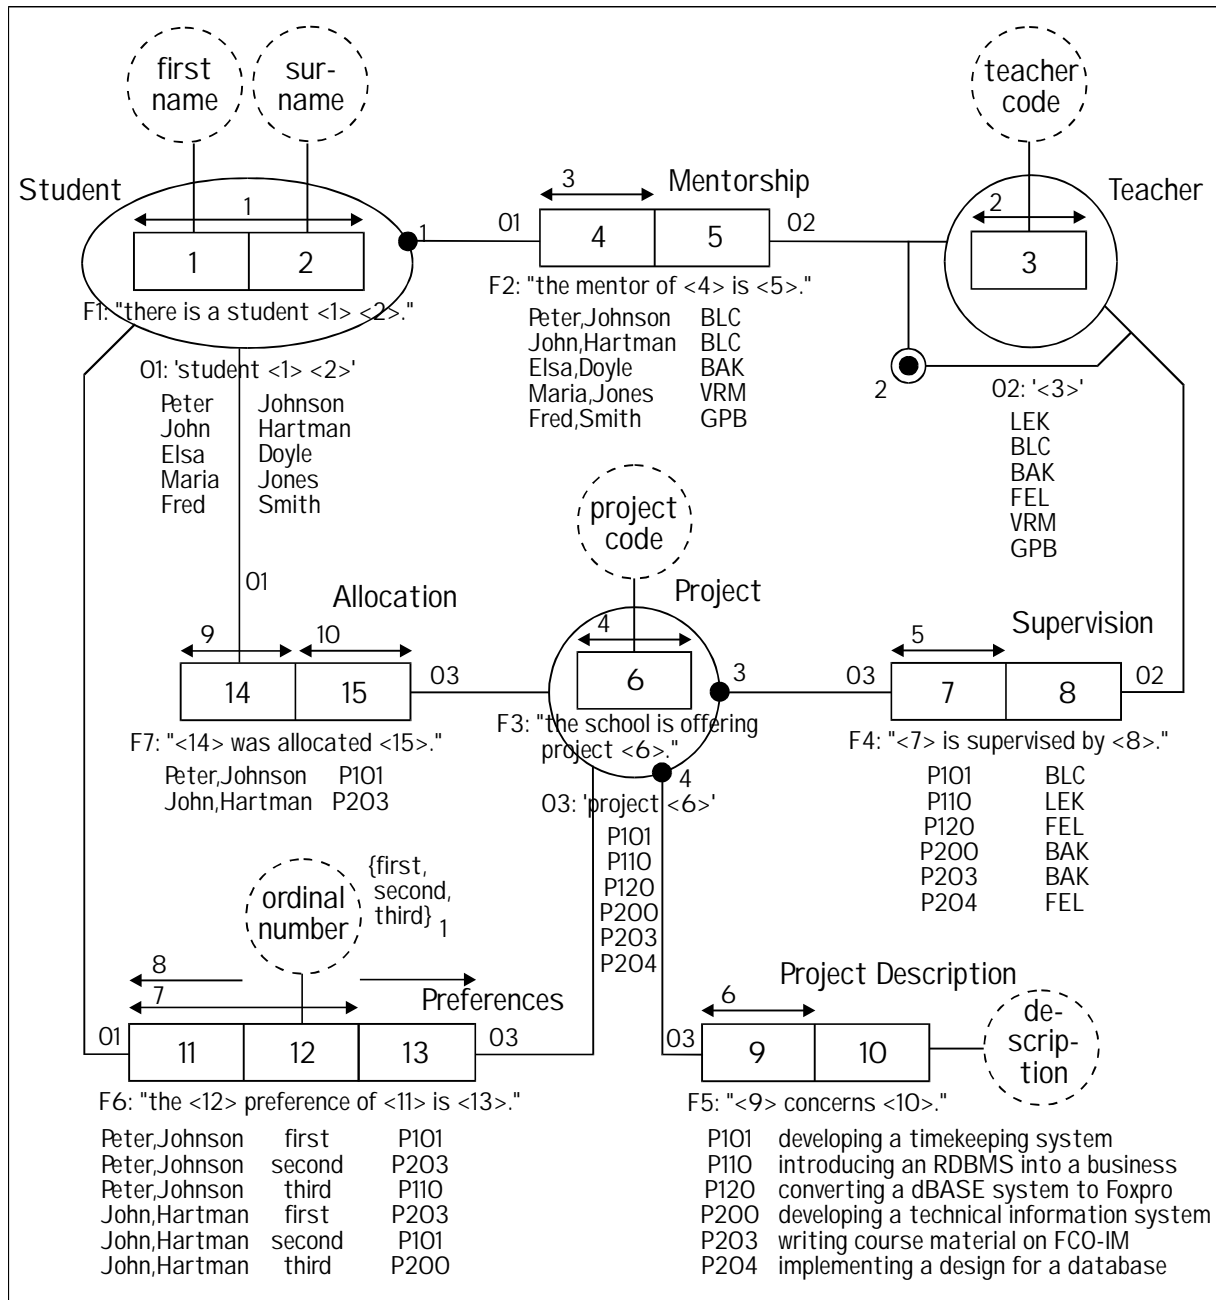 first
name
sur-
name
teacher
code
Student
1
1
2
1
F1: "there is a student <1> <2>."
O1: 'student <1> <2>'
Peter Johnson
John Hartman
Elsa Doyle
Maria Jones
Fred Smith
O1
3
Mentorship
4
5
O2
F2: "the mentor of <4> is <5>."
Peter,Johnson BLC
John,Hartman BLC
Elsa,Doyle BAK
Maria,Jones VRM
Fred,Smith GPB
Teacher
2
3
2
O2: '<3>'
LEK
BLC
BAK
FEL
VRM
GPB
project
code
O1
Allocation
9
10
14
15
O3
F7: "<14> was allocated <15>."
Peter,Johnson P101
John,Hartman P203
Project
4
6
3
F3: "the school is offering
project <6>."
4
O3: 'project <6>'
P101
P110
P120
P200
P203
P204
Supervision
5
O3
7
8
O2
F4: "<7> is supervised by <8>."
P101 BLC
P110 LEK
P120 FEL
P200 BAK
P203 BAK
P204 FEL
ordinal
number
{first,
second,
third} 1
8
7
Preferences
O1
11
12
13
O3
F6: "the <12> preference of <11> is <13>."
Peter,Johnson first P101
Peter,Johnson second P203
Peter,Johnson third P110
John,Hartman first P203
John,Hartman second P101
John,Hartman third P200
Project Description
6
O3
9
10
de-
scrip-
tion
F5: "<9> concerns <10>."
P101 developing a timekeeping system
P110 introducing an RDBMS into a business
P120 converting a dBASE system to Foxpro
P200 developing a technical information system
P203 writing course material on FCO-IM
P204 implementing a design for a database